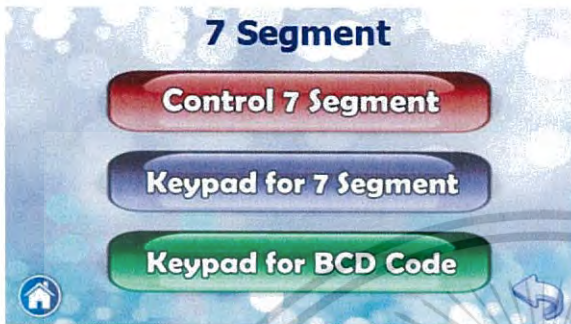 7 Segment
Control 7 Segment
Keypad for 7 Segment
Keypad for BCD Code